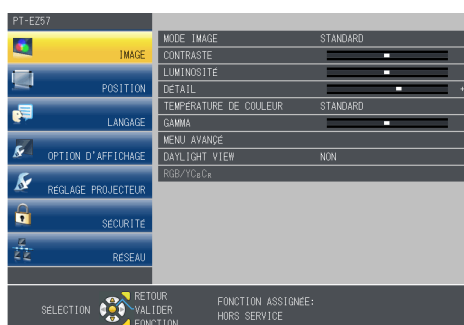 PT-EZ57
IMAGE
POSITION
LANGAGE
OPTION D'AFFICHAGE
RÉGLAGE PROJECTEUR
SÉCURITÉ
RÉSEAU
MODE IMAGE STANDARD
CONTRASTE
LUMINOSITÉ
DÉTAIL +
TEMPÉRATURE DE COULEUR STANDARD
GAMMA
MENU AVANÇÉ
DAYLIGHT VIEW NON
RGB/YCBCR
SÉLECTION
RETOUR
VALIDER
FONCTION
FONCTION ASSIGNÉE:
HORS SERVICE